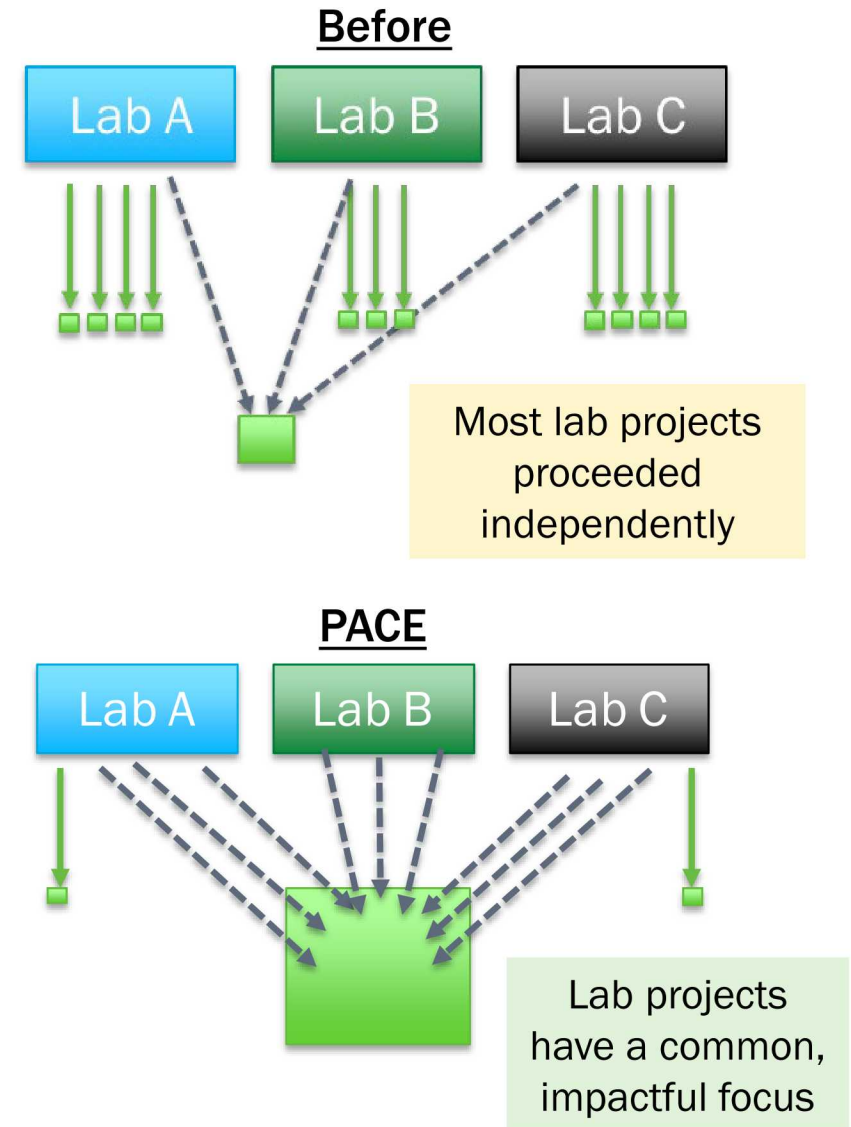 Before
Lab A
Lab B
Lab C
Most lab projects
proceeded
independently
PACE
Lab A
Lab B
Lab C
Lab projects
have a common,
impactful focus